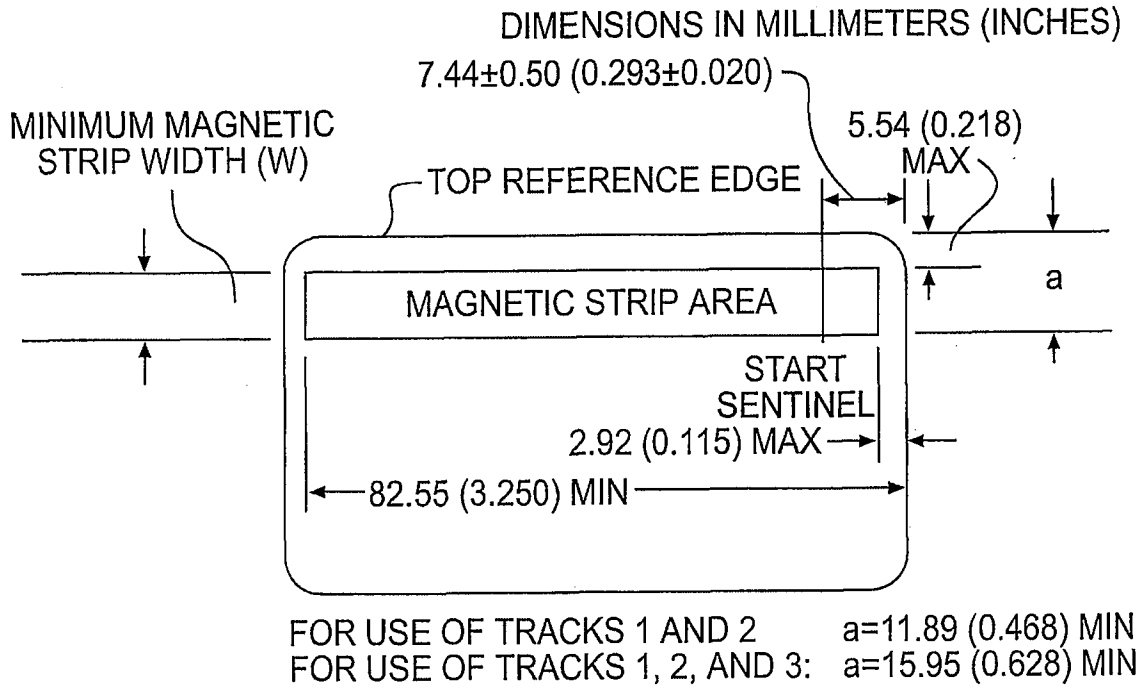 DIMENSIONS IN MILLIMETERS (INCHES)
7.44±0.50 (0.293±0.020)
MINIMUM MAGNETIC
STRIP WIDTH (W)
5.54 (0.218)
MAX
TOP REFERENCE EDGE
a
MAGNETIC STRIP AREA
START
SENTINEL
2.92 (0.115) MAX
82.55 (3.250) MIN
FOR USE OF TRACKS 1 AND 2 a=11.89 (0.468) MIN
FOR USE OF TRACKS 1, 2, AND 3: a=15.95 (0.628) MIN